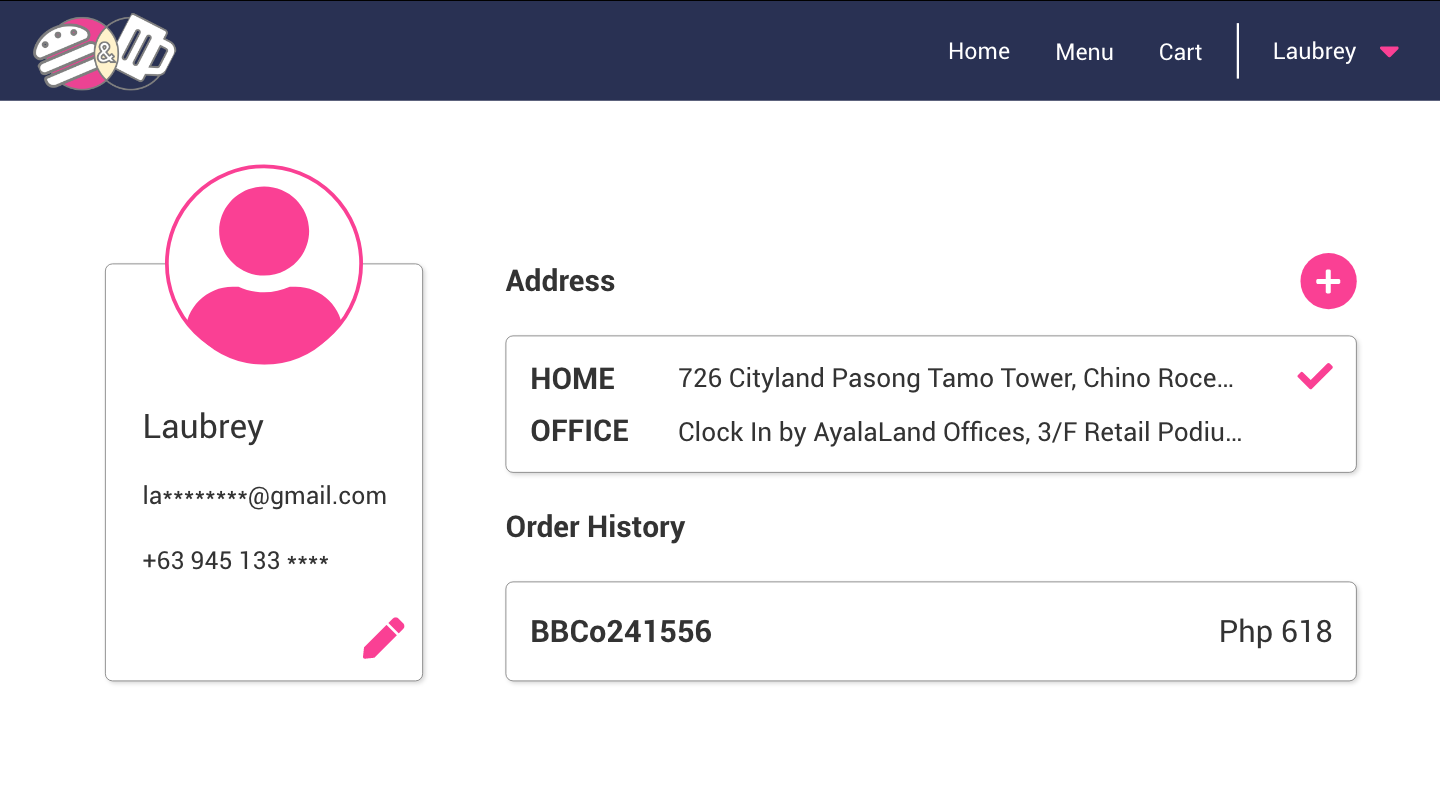 &
Home Menu Cart Laubrey
Laubrey
la********@gmail.com
+63 945 133 ****
Address
HOME 726 Cityland Pasong Tamo Tower, Chino Roce...
OFFICE Clock In by AyalaLand Offices, 3/F Retail Podiu...
Order History
BBCo241556 Php 618